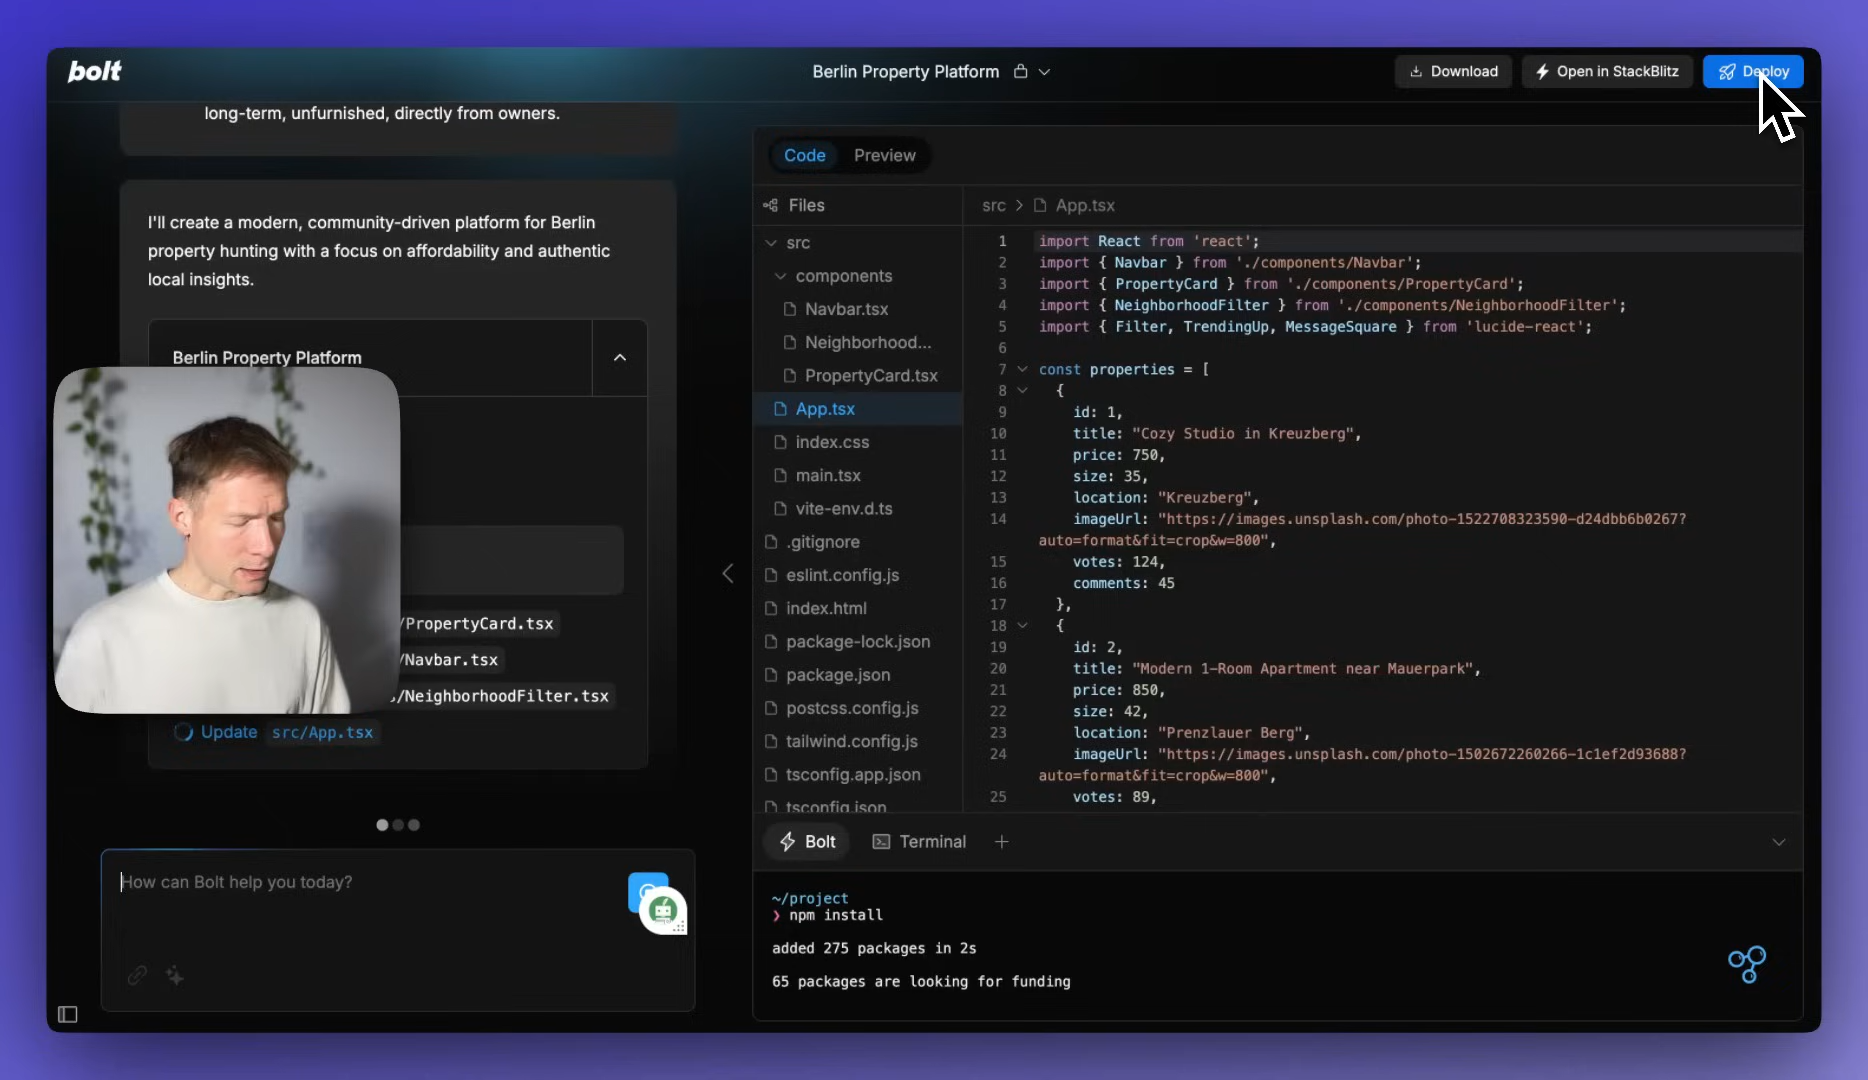 bolt
Berlin Property Platform
Download
Open in StackBlitz
Deploy
long-term, unfurnished, directly from owners.
I'll create a modern, community-driven platform for Berlin
property hunting with a focus on affordability and authentic
local insights.
Berlin Property Platform
/PropertyCard.tsx
/Navbar.tsx
/NeighborhoodFilter.tsx
Update src/App.tsx
How can Bolt help you today?
Code
Preview
Files
src
components
Navbar.tsx
Neighborhood...
PropertyCard.tsx
App.tsx
index.css
main.tsx
vite-env.d.ts
.gitignore
eslint.config.js
index.html
package-lock.json
package.json
postcss.config.js
tailwind.config.js
tsconfig.app.json
tsconfig.json
src > App.tsx
1 import React from 'react';
2 import { Navbar } from './components/Navbar';
3 import { PropertyCard } from './components/PropertyCard';
4 import { NeighborhoodFilter } from './components/NeighborhoodFilter';
5 import { Filter, TrendingUp, MessageSquare } from 'lucide-react';
6
7 const properties = [
8 {
9 id: 1,
10 title: "Cozy Studio in Kreuzberg",
11 price: 750,
12 size: 35,
13 location: "Kreuzberg",
14 imageUrl: "https://images.unsplash.com/photo-1522708323590-d24dbb6b0267?
auto=format&fit=crop&w=800",
15 votes: 124,
16 comments: 45
17 },
18 {
19 id: 2,
20 title: "Modern 1-Room Apartment near Mauerpark",
21 price: 850,
22 size: 42,
23 location: "Prenzlauer Berg",
24 imageUrl: "https://images.unsplash.com/photo-1502672260266-1c1ef2d93688?
auto=format&fit=crop&w=800",
25 votes: 89,
Bolt
Terminal
~/project
❯ npm install
added 275 packages in 2s
65 packages are looking for funding